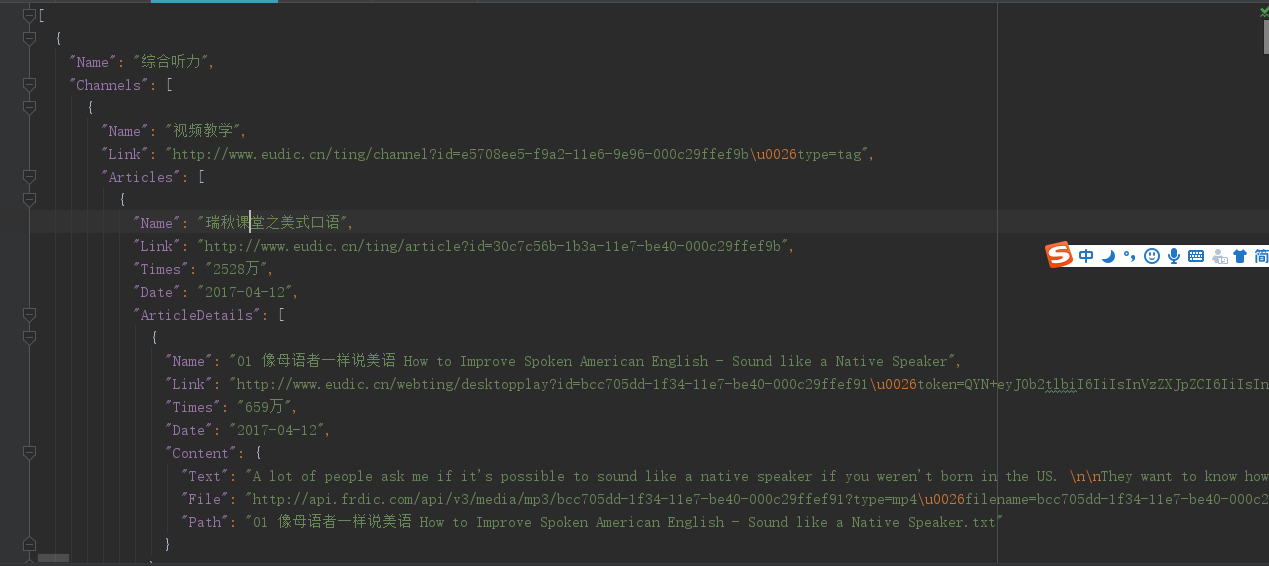 [
{
"Name": "综合听力",
"Channels": [
{
"Name": "视频教学",
"Link": "http://www.eudic.cn/ting/channel?id=e5708ee5-f9a2-11e6-9e96-000c29ffef9b\u0026type=tag",
"Articles": [
{
"Name": "瑞秋课堂之美式口语",
"Link": "http://www.eudic.cn/ting/article?id=30c7c56b-1b3a-11e7-be40-000c29ffef9b",
"Times": "2528万",
"Date": "2017-04-12",
"ArticleDetails": [
{
"Name": "01 像母语者一样说美语 How to Improve Spoken American English - Sound like a Native Speaker",
"Link": "http://www.eudic.cn/webting/desktopplay?id=bcc705dd-1f34-11e7-be40-000c29ffef91\u0026token=QYN+eyJ0b2tlbiI6IiIsInVzZXJpZCI6IiIsIn
"Times": "659万",
"Date": "2017-04-12",
"Content": {
"Text": "A lot of people ask me if it's possible to sound like a native speaker if you weren't born in the US. \n\nThey want to know how
"File": "http://api.frdic.com/api/v3/media/mp3/bcc705dd-1f34-11e7-be40-000c29ffef91?type=mp4\u0026filename=bcc705dd-1f34-11e7-be40-000c2
"Path": "01 像母语者一样说美语 How to Improve Spoken American English - Sound like a Native Speaker.txt"
}
S 中 简